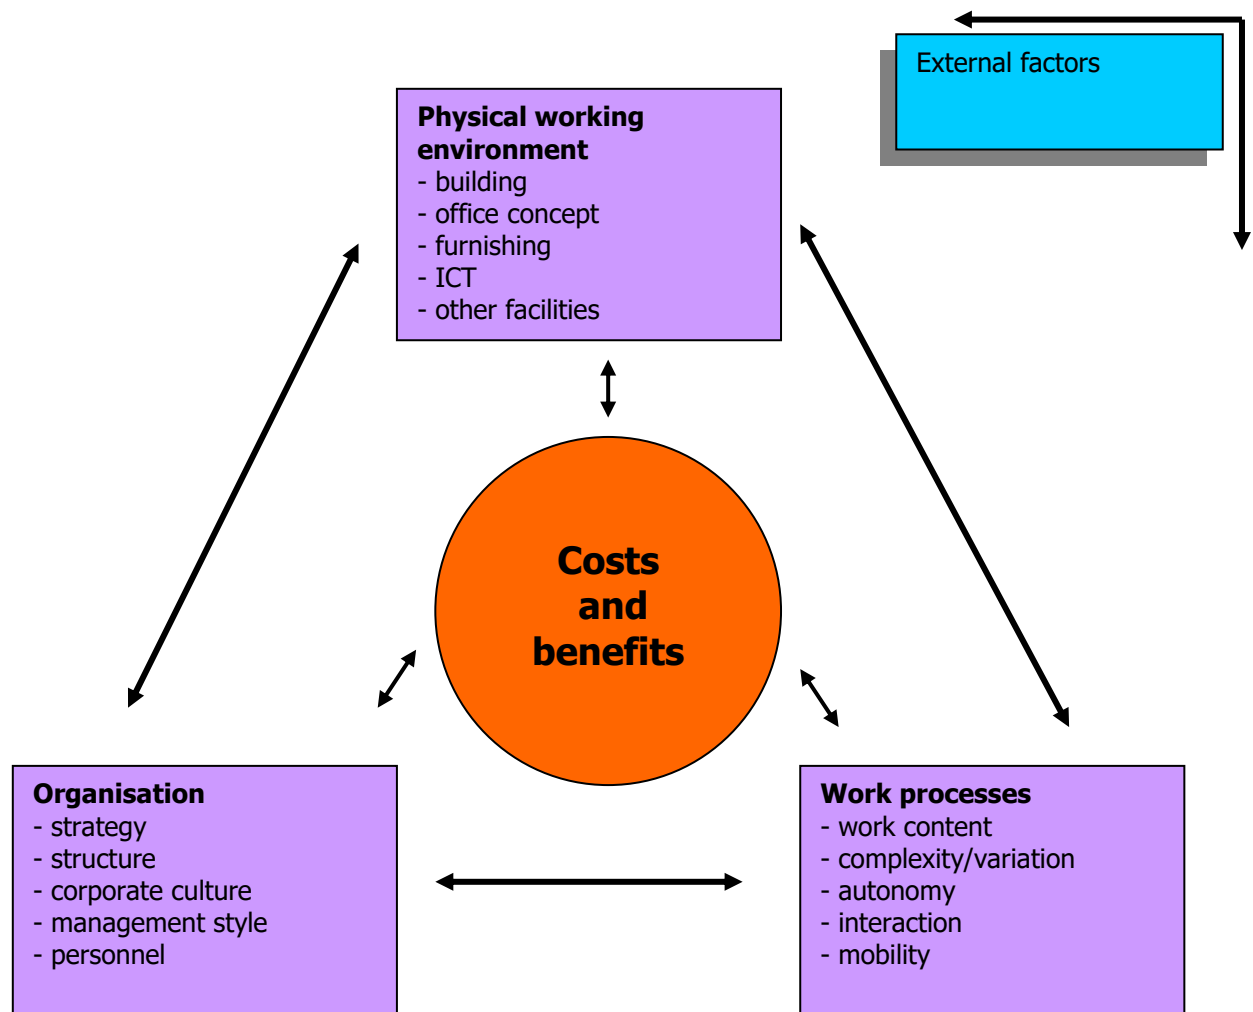 External factors
Physical working
environment
- building
- office concept
- furnishing
- ICT
- other facilities
Costs
and
benefits
Organisation
- strategy
- structure
- corporate culture
- management style
- personnel
Work processes
- work content
- complexity/variation
- autonomy
- interaction
- mobility